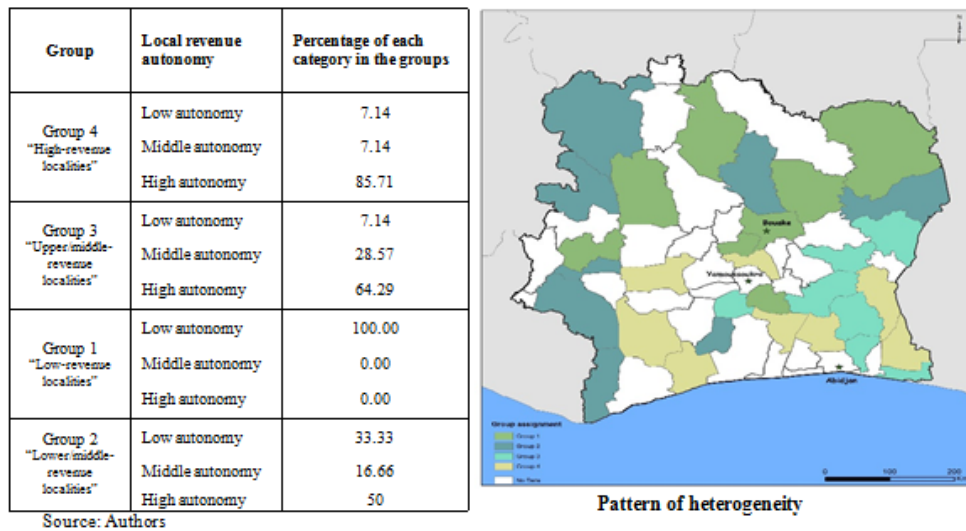 Group
Local revenue
autonomy
Percentage of each
category in the groups
Group 4
"High-revenue
localities"
Low autonomy
7.14
Middle autonomy
7.14
High autonomy
85.71
Group 3
"Upper/middle-
revenue
localities"
Low autonomy
7.14
Middle autonomy
28.57
High autonomy
64.29
Group 1
"Low-revenue
localities"
Low autonomy
100.00
Middle autonomy
0.00
High autonomy
0.00
Group 2
"Lower/middle-
revenue
localities"
Low autonomy
33.33
Middle autonomy
16.66
High autonomy
50
Source: Authors
Bouake
Yamoussoukro
Abidjan
Group assignment
Group 1
Group 2
Group 3
Group 4
No Data
0 100 200
Pattern of heterogeneity